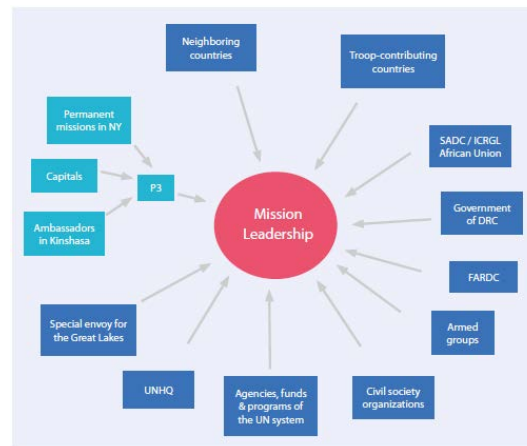 Neighboring
countries
Troop-contributing
countries
Permanent
missions in NY
SADC / ICRGL
African Union
Capitals
P3
Mission
Leadership
Government
of DRC
Ambassadors
in Kinshasa
FARDC
Special envoy for
the Great Lakes
Armed
groups
UNHQ
Agencies, funds
& programs of
the UN system
Civil society
organizations